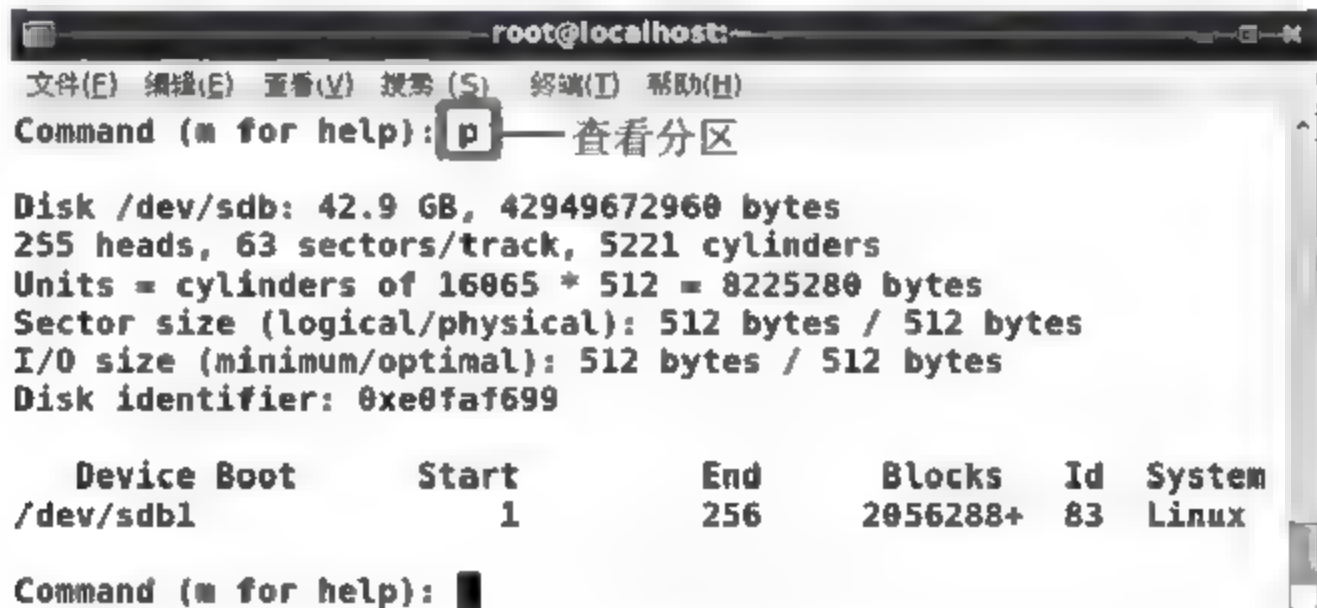 root@localhost:~
文件(F) 编辑(E) 查看(V) 搜索 (S) 终端(T) 帮助(H)
Command (m for help): p 查看分区
Disk /dev/sdb: 42.9 GB, 42949672960 bytes
255 heads, 63 sectors/track, 5221 cylinders
Units = cylinders of 16065 * 512 = 8225280 bytes
Sector size (logical/physical): 512 bytes / 512 bytes
I/O size (minimum/optimal): 512 bytes / 512 bytes
Disk identifier: 0xe0faf699
Device Boot Start End Blocks Id System
/dev/sdb1 1 256 2056288+ 83 Linux
Command (m for help):